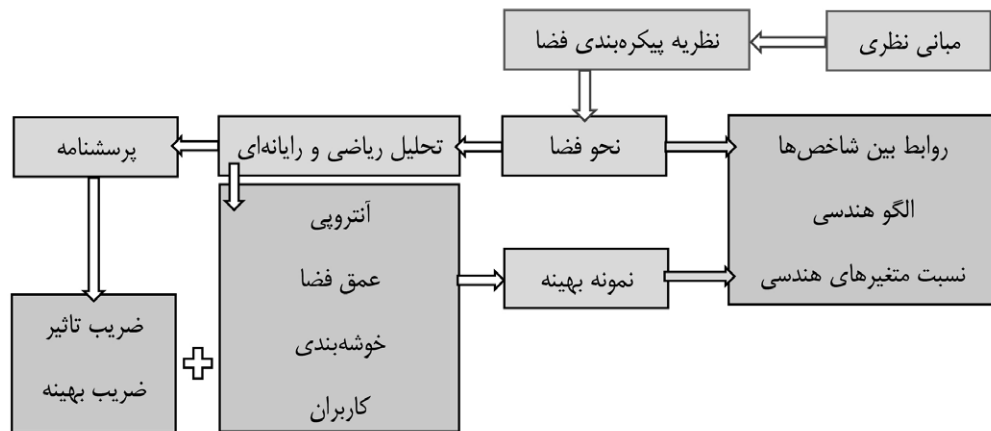 مبانی نظری
نظریه پیکره‌بندی فضا
نحو فضا
تحلیل ریاضی و رایانه‌ای
پرسشنامه
روابط بین شاخص‌ها
الگو هندسی
نسبت متغیرهای هندسی
آنتروپی
عمق فضا
خوشه‌بندی
کاربران
نمونه بهینه
ضریب تاثیر
ضریب بهینه